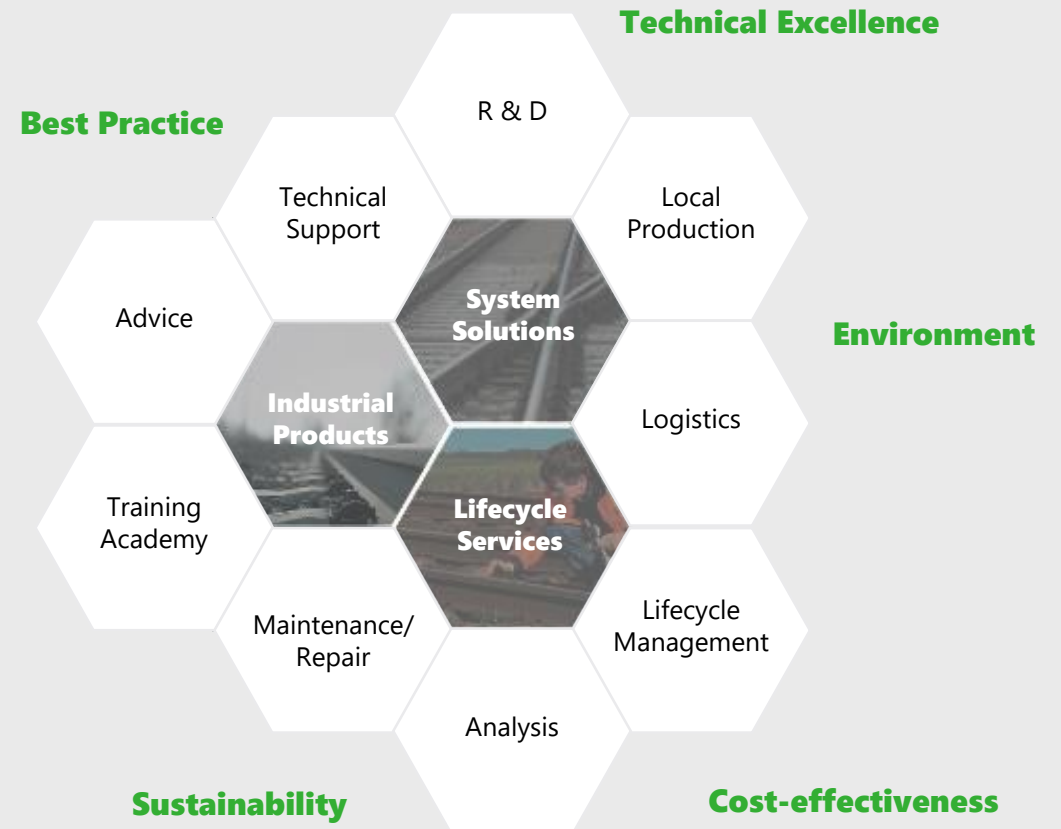 Technical Excellence
R & D
Best Practice
Technical
Support
Local
Production
Advice
System
Solutions
Environment
Industrial
Products
Logistics
Training
Academy
Lifecycle
Services
Maintenance/
Repair
Lifecycle
Management
Analysis
Sustainability
Cost-effectiveness